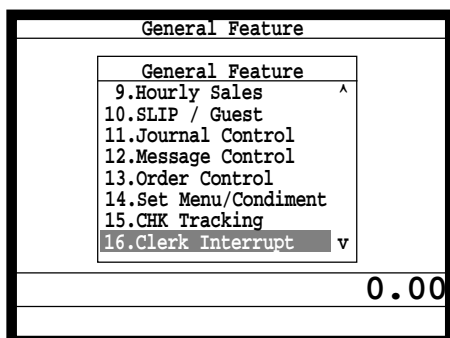 General Feature
General Feature
9.Hourly Sales ^
10.SLIP / Guest
11.Journal Control
12.Message Control
13.Order Control
14.Set Menu/Condiment
15.CHK Tracking
16.Clerk Interrupt v
0.00